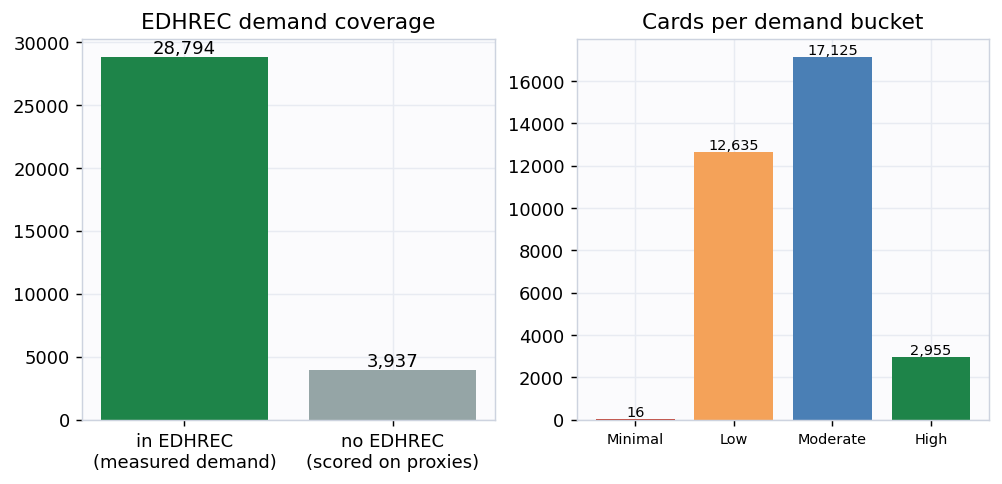 EDHREC demand coverage
30000
25000
20000
15000
10000
5000
0
28,794
3,937
in EDHREC
(measured demand)
no EDHREC
(scored on proxies)
Cards per demand bucket
16000
14000
12000
10000
8000
6000
4000
2000
0
16
12,635
17,125
2,955
Minimal
Low
Moderate
High